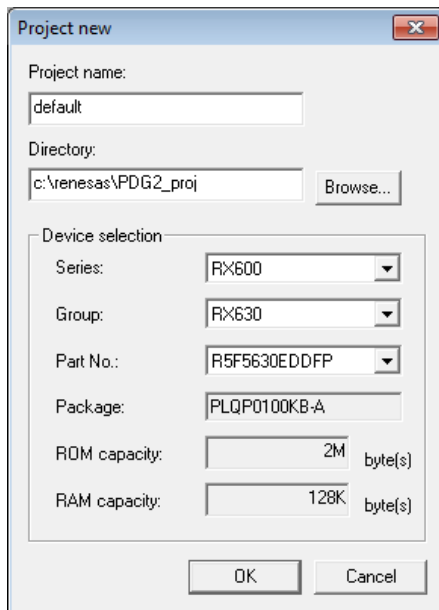 Project new
Project name:
default
Directory:
c:\renesas\PDG2_proj
Browse...
Device selection
Series: RX600
Group: RX630
Part No.: R5F5630EDDFP
Package: PLQP0100KB-A
ROM capacity: 2M byte(s)
RAM capacity: 128K byte(s)
OK Cancel